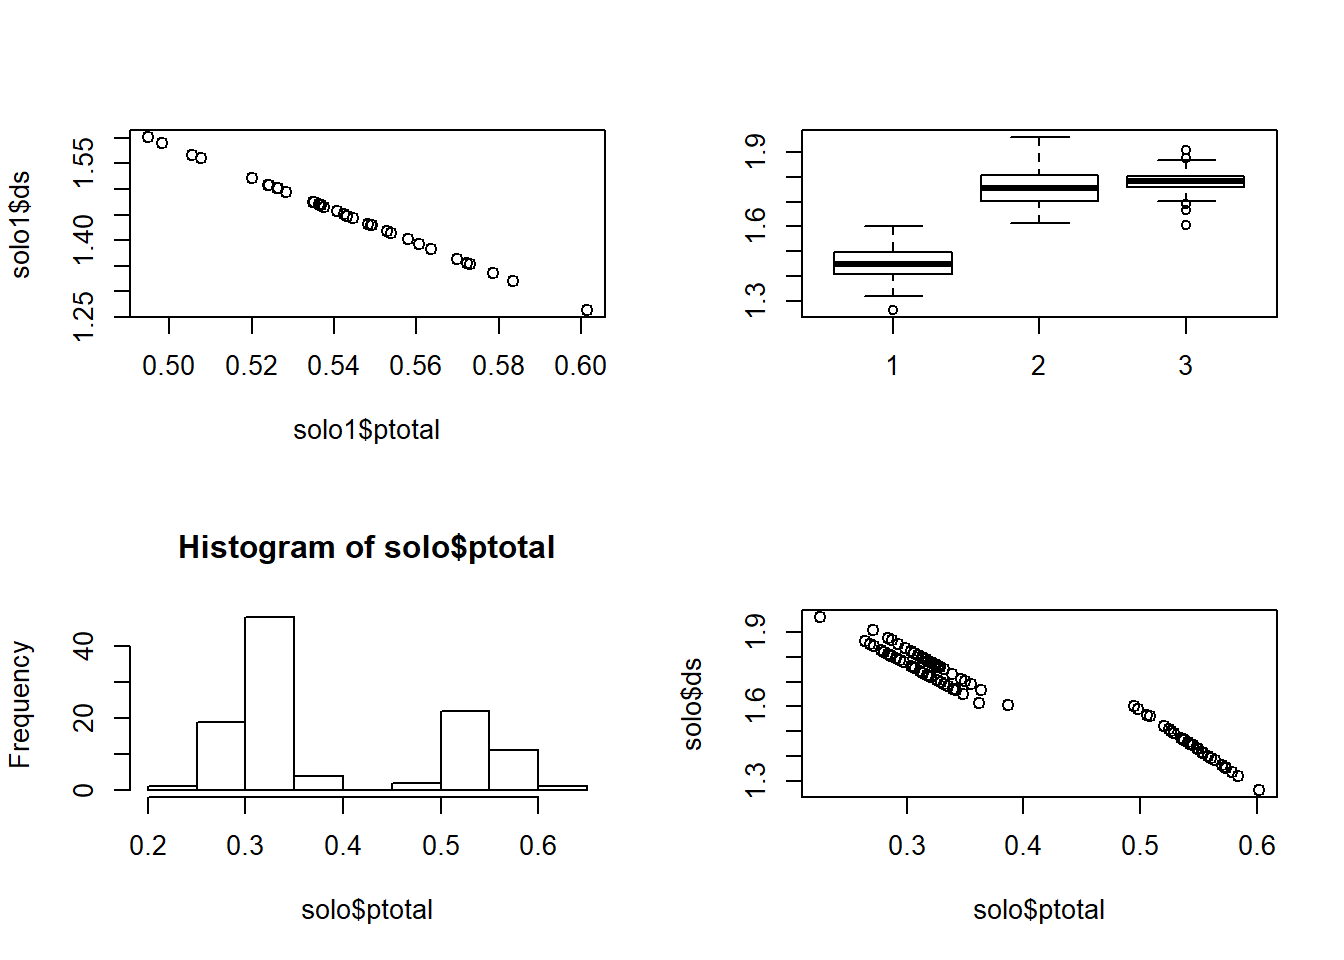 solo1$ds
1.25 1.40 1.55
0.50 0.52 0.54 0.56 0.58 0.60
solo1$ptotal
1.3 1.6 1.9
1 2 3
Histogram of solo$ptotal
Frequency
0 20 40
0.2 0.3 0.4 0.5 0.6
solo$ptotal
solo$ds
1.3 1.6 1.9
0.3 0.4 0.5 0.6
solo$ptotal